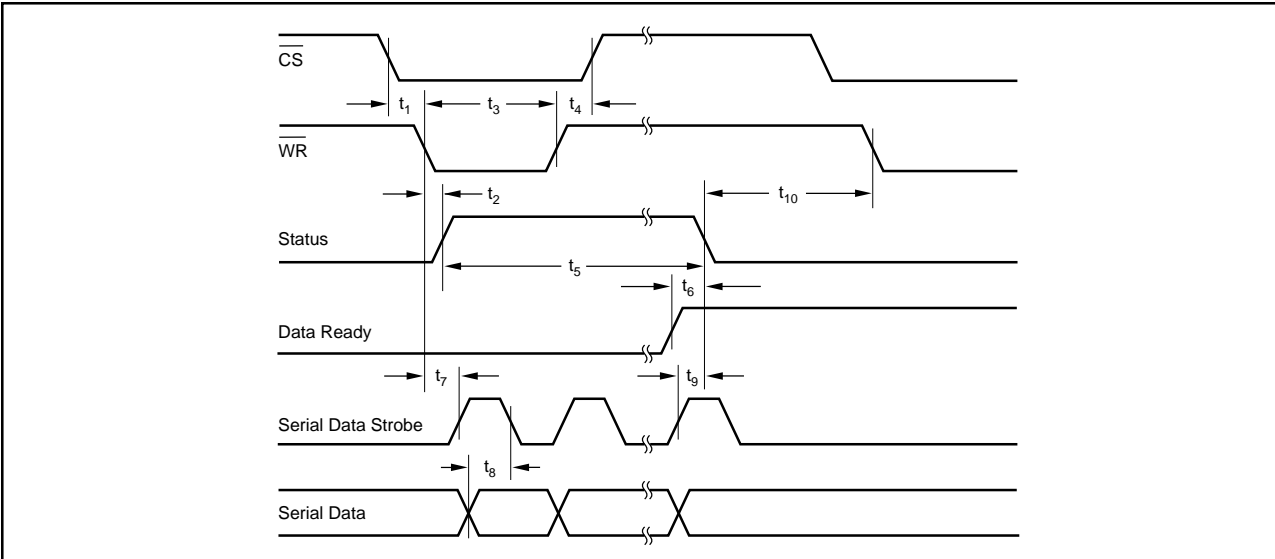 CS
t1 t3 t4
WR
t2 t10
Status
t5
t6
Data Ready
t7 t9
Serial Data Strobe
t8
Serial Data